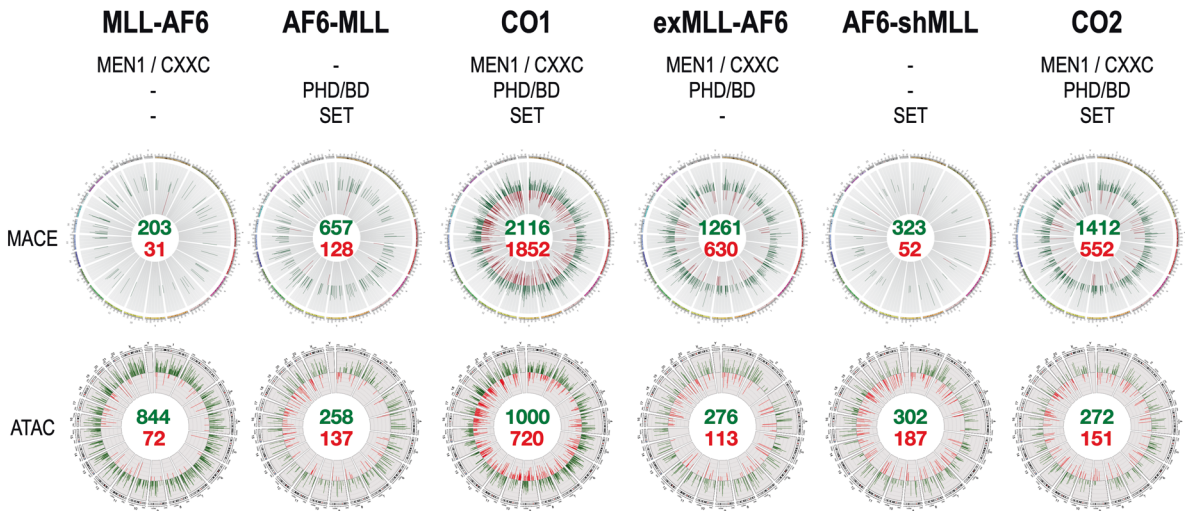 MLL-AF6 AF6-MLL CO1 exMLL-AF6 AF6-shMLL CO2
MEN1 / CXXC - MEN1 / CXXC MEN1 / CXXC - MEN1 / CXXC
- PHD/BD PHD/BD PHD/BD - PHD/BD
- SET SET - SET SET
MACE
203 657 2116 1261 323 1412
31 128 1852 630 52 552
ATAC
844 258 1000 276 302 272
72 137 720 113 187 151